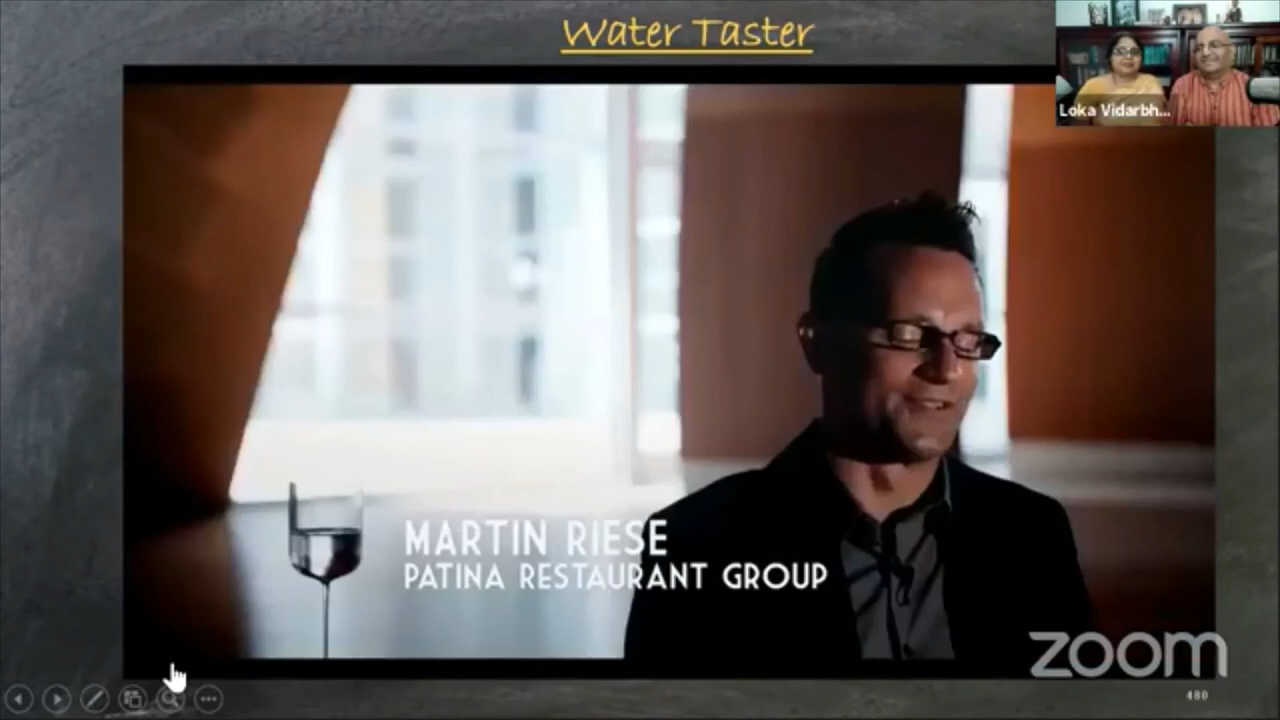 Water Taster
Loka Vidarbh...
MARTIN RIESE
PATINA RESTAURANT GROUP
zoom
480